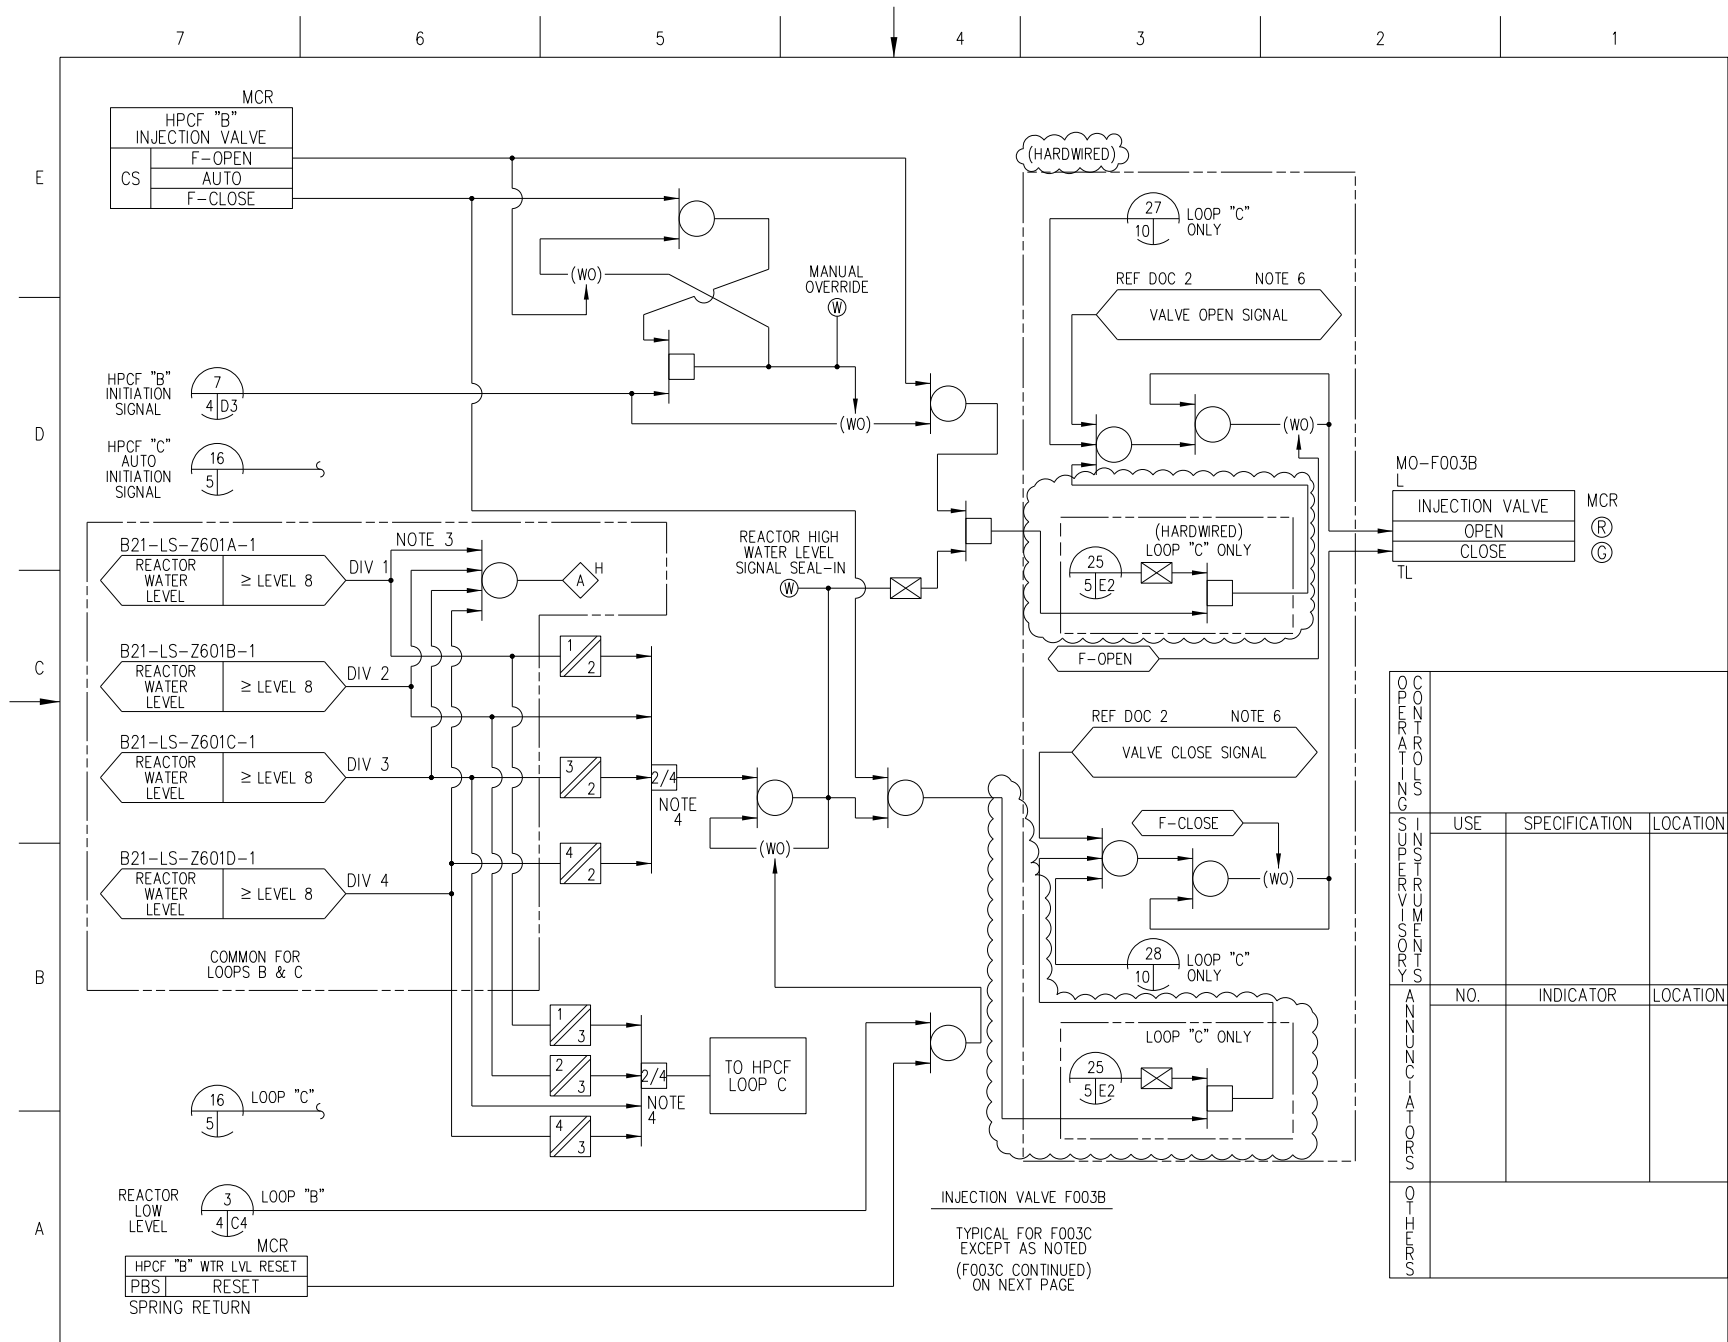 7 6 5 4 3 2 1
E
D
C
B
A
MCR
HPCF "B"
INJECTION VALVE
CS
F-OPEN
AUTO
F-CLOSE
(WO)
MANUAL
OVERRIDE
W
HPCF "B"
INITIATION
SIGNAL
7
4 D3
(WO)
HPCF "C"
AUTO
INITIATION
SIGNAL
16
5
NOTE 3
B21-LS-Z601A-1
REACTOR
WATER
LEVEL
≥ LEVEL 8
DIV 1
A H
B21-LS-Z601B-1
REACTOR
WATER
LEVEL
≥ LEVEL 8
DIV 2
B21-LS-Z601C-1
REACTOR
WATER
LEVEL
≥ LEVEL 8
DIV 3
B21-LS-Z601D-1
REACTOR
WATER
LEVEL
≥ LEVEL 8
DIV 4
COMMON FOR
LOOPS B & C
1 2
3 2
4 2
2/4
NOTE
4
REACTOR HIGH
WATER LEVEL
SIGNAL SEAL-IN
W
(WO)
1 3
2 3
4 3
2/4
NOTE
4
TO HPCF
LOOP C
16
5
LOOP "C"
REACTOR
LOW
LEVEL
3
4 C4
LOOP "B"
MCR
HPCF "B" WTR LVL RESET
PBS RESET
SPRING RETURN
(HARDWIRED)
27
10
LOOP "C"
ONLY
REF DOC 2 NOTE 6
VALVE OPEN SIGNAL
(WO)
(HARDWIRED)
LOOP "C" ONLY
25
5 E2
F-OPEN
REF DOC 2 NOTE 6
VALVE CLOSE SIGNAL
F-CLOSE
(WO)
28
10
LOOP "C"
ONLY
LOOP "C" ONLY
25
5 E2
INJECTION VALVE F003B
TYPICAL FOR F003C
EXCEPT AS NOTED
(F003C CONTINUED)
ON NEXT PAGE
MO-F003B
L
INJECTION VALVE
OPEN
CLOSE
TL
MCR
R
G
OPERATING
CONTROLS
SUPERVISORY
INSTRUMENTS
USE SPECIFICATION LOCATION
ANNUNCIATORS
NO. INDICATOR LOCATION
OTHERS